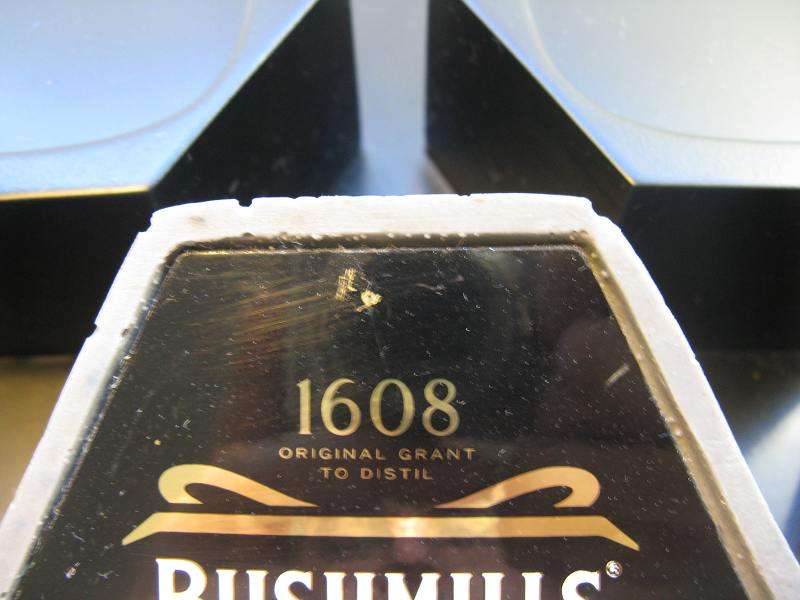 1608
ORIGINAL GRANT
TO DISTIL
BUSHMILLS®